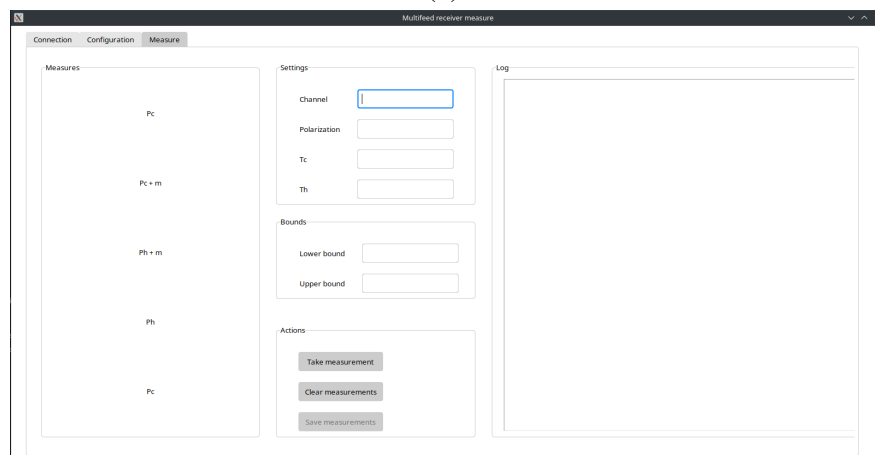 Multifeed receiver measure
Connection Configuration Measure
Measures
Pc
Pc + m
Ph + m
Ph
Pc
Settings
Channel
Polarization
Tc
Th
Bounds
Lower bound
Upper bound
Actions
Take measurement
Clear measurements
Save measurements
Log